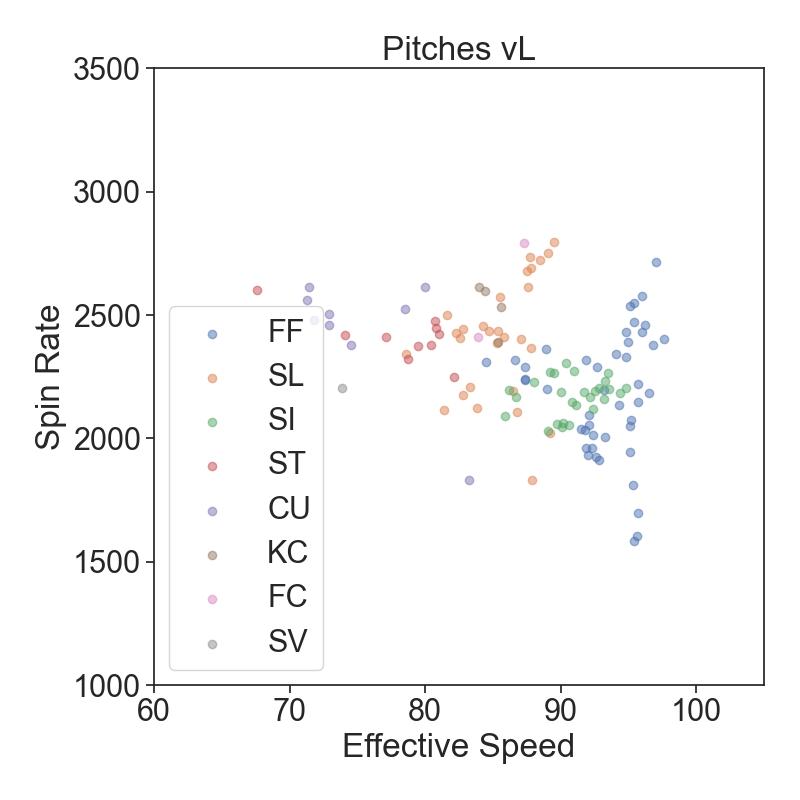 Pitches vL
3500
3000
2500
2000
1500
1000
Spin Rate
FF
SL
SI
ST
CU
KC
FC
SV
60 70 80 90 100
Effective Speed